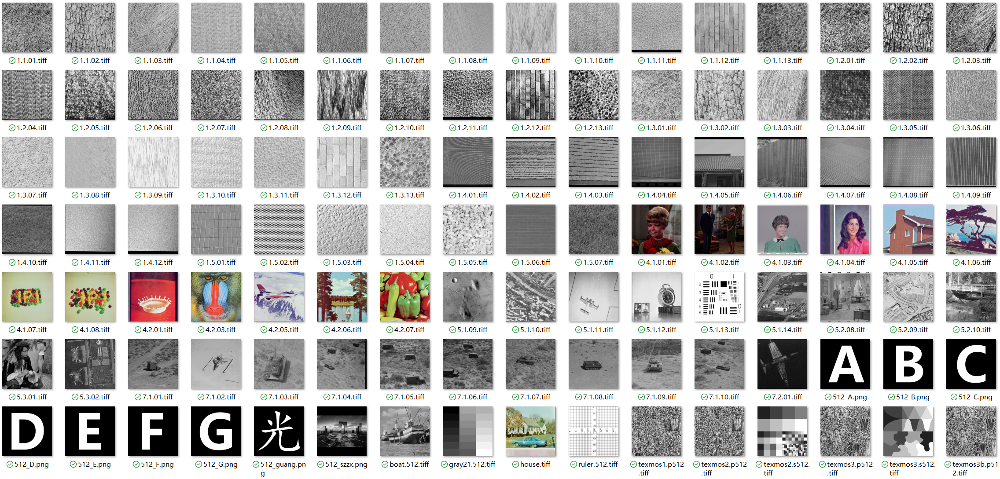 1.1.01.tiff 1.1.02.tiff 1.1.03.tiff 1.1.04.tiff 1.1.05.tiff 1.1.06.tiff 1.1.07.tiff 1.1.08.tiff 1.1.09.tiff 1.1.10.tiff 1.1.11.tiff 1.1.12.tiff 1.1.13.tiff 1.2.01.tiff 1.2.02.tiff 1.2.03.tiff
1.2.04.tiff 1.2.05.tiff 1.2.06.tiff 1.2.07.tiff 1.2.08.tiff 1.2.09.tiff 1.2.10.tiff 1.2.11.tiff 1.2.12.tiff 1.2.13.tiff 1.3.01.tiff 1.3.02.tiff 1.3.03.tiff 1.3.04.tiff 1.3.05.tiff 1.3.06.tiff
1.3.07.tiff 1.3.08.tiff 1.3.09.tiff 1.3.10.tiff 1.3.11.tiff 1.3.12.tiff 1.3.13.tiff 1.4.01.tiff 1.4.02.tiff 1.4.03.tiff 1.4.04.tiff 1.4.05.tiff 1.4.06.tiff 1.4.07.tiff 1.4.08.tiff 1.4.09.tiff
1.4.10.tiff 1.4.11.tiff 1.4.12.tiff 1.5.01.tiff 1.5.02.tiff 1.5.03.tiff 1.5.04.tiff 1.5.05.tiff 1.5.06.tiff 1.5.07.tiff 4.1.01.tiff 4.1.02.tiff 4.1.03.tiff 4.1.04.tiff 4.1.05.tiff 4.1.06.tiff
0 1
2
3
4
5
6
0
1
4.1.07.tiff 4.1.08.tiff 4.2.01.tiff 4.2.03.tiff 4.2.05.tiff 4.2.06.tiff 4.2.07.tiff 5.1.09.tiff 5.1.10.tiff 5.1.11.tiff 5.1.12.tiff 5.1.13.tiff 5.1.14.tiff 5.2.08.tiff 5.2.09.tiff 5.2.10.tiff
A B C
5.3.01.tiff 5.3.02.tiff 7.1.01.tiff 7.1.02.tiff 7.1.03.tiff 7.1.04.tiff 7.1.05.tiff 7.1.06.tiff 7.1.07.tiff 7.1.08.tiff 7.1.09.tiff 7.1.10.tiff 7.2.01.tiff 512_A.png 512_B.png 512_C.png
D E F G 光
512_D.png 512_E.png 512_F.png 512_G.png 512_guang.pn 512_szzx.png boat.512.tiff gray21.512.tiff house.tiff ruler.512.tiff texmos1.p512 texmos2.p512 texmos2.s512. texmos3.p512 texmos3.s512. texmos3b.p51
g .tiff .tiff tiff .tiff tiff 2.tiff